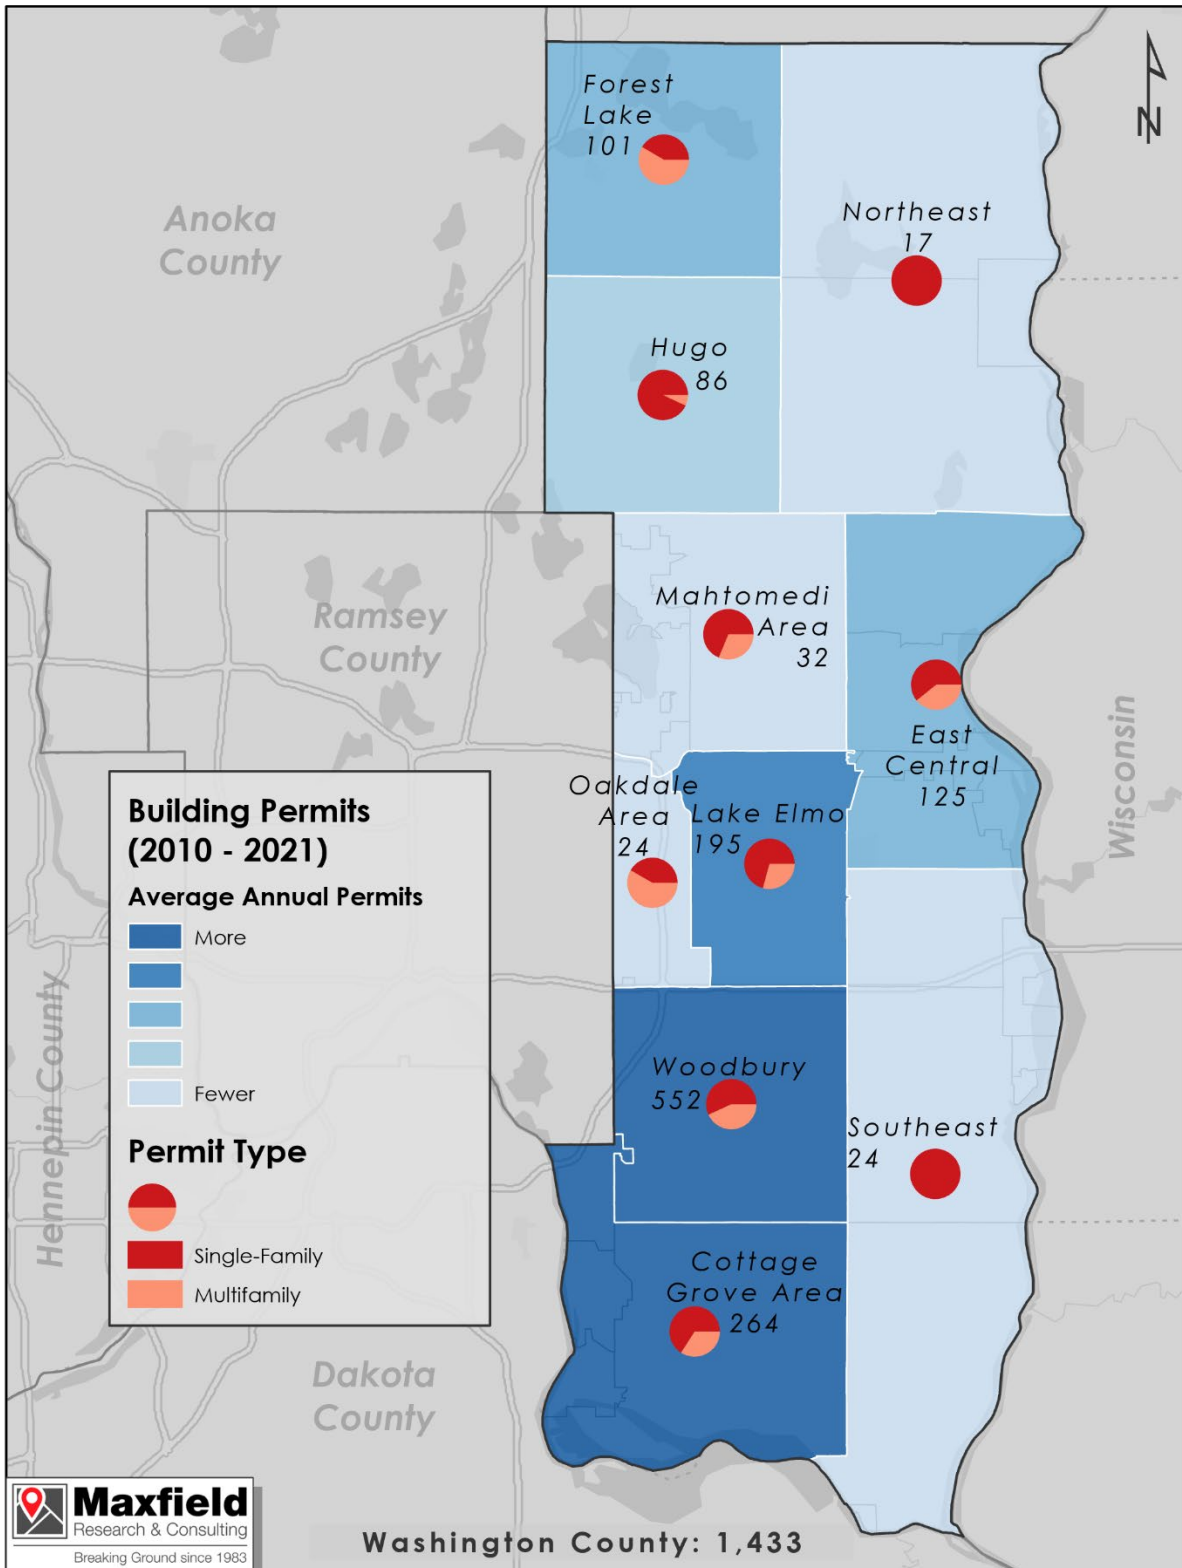 Forest
Lake
101
N
Northeast
17
Anoka
County
Hugo
86
Ramsey
County
Mahtomedi
Area
32
East
Central
125
Wisconsin
Oakdale
Area
24
Lake Elmo
195
Building Permits
(2010 - 2021)
Average Annual Permits
More
Fewer
Permit Type
Single-Family
Multifamily
Hennepin County
Woodbury
552
Southeast
24
Cottage
Grove Area
264
Dakota
County
Maxfield
Research & Consulting
Breaking Ground since 1983
Washington County: 1,433